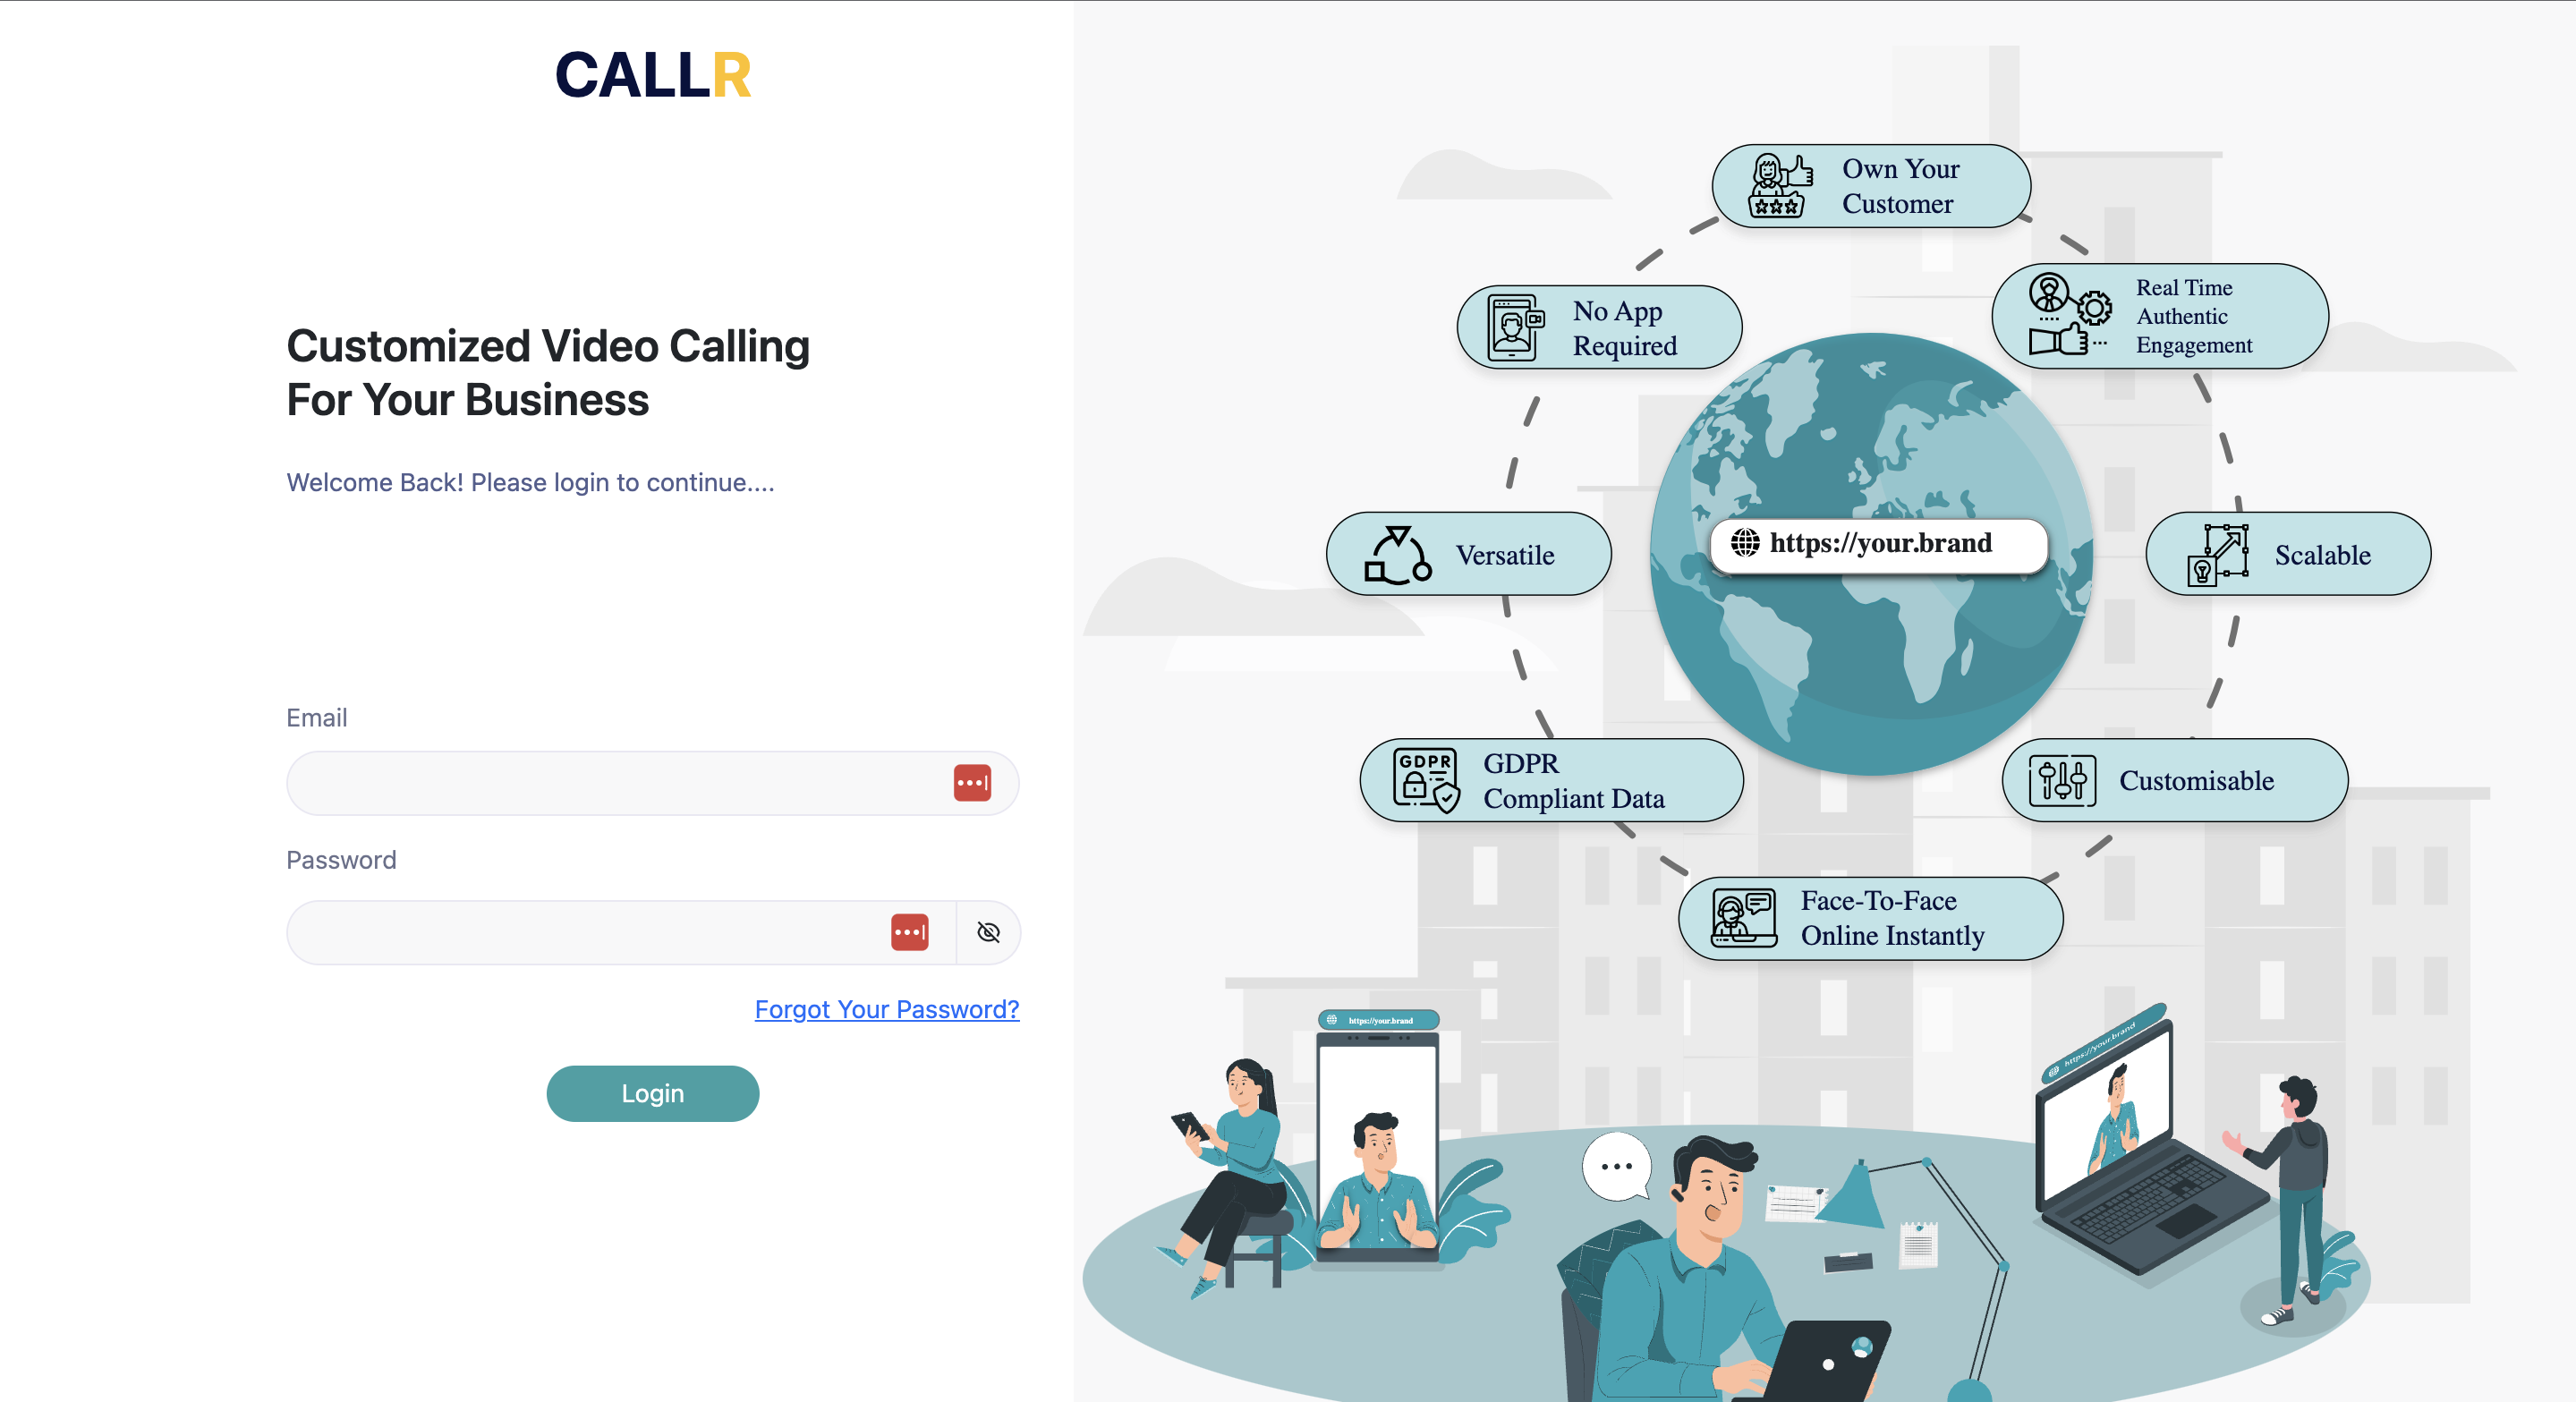 CALLR
Customized Video Calling
For Your Business
Welcome Back! Please login to continue....
Email
Password
Forgot Your Password?
Login
Own Your
Customer
No App
Required
Real Time
Authentic
Engagement
https://your.brand
Versatile
Scalable
GDPR
GDPR
Compliant Data
Customisable
Face-To-Face
Online Instantly
https://your.brand
https://your.brand